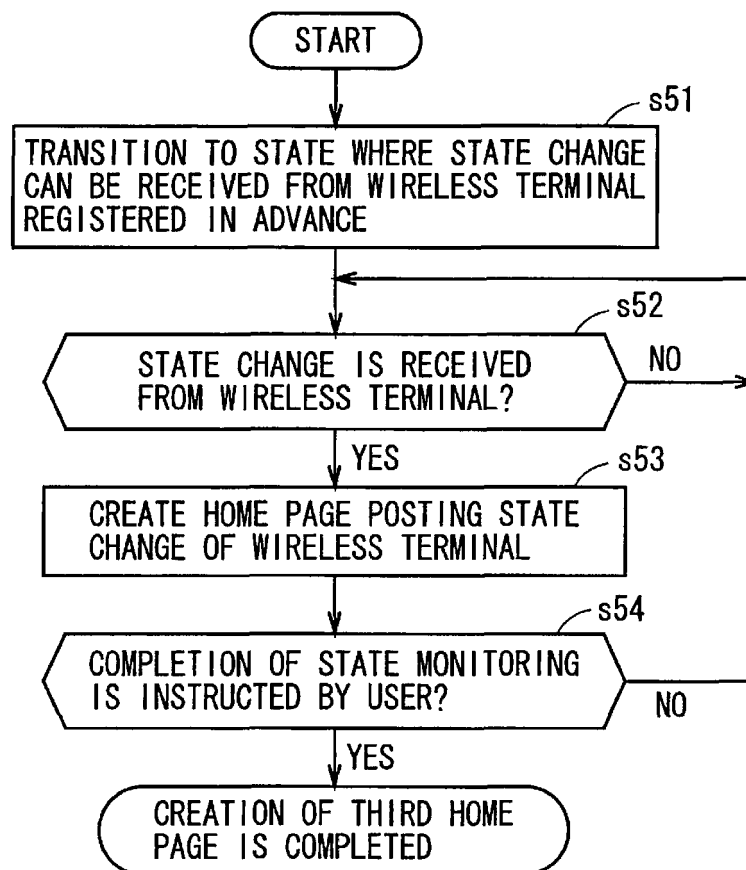 START
s51
TRANSITION TO STATE WHERE STATE CHANGE
CAN BE RECEIVED FROM WIRELESS TERMINAL
REGISTERED IN ADVANCE
s52
STATE CHANGE IS RECEIVED
FROM WIRELESS TERMINAL?
NO
YES
s53
CREATE HOME PAGE POSTING STATE
CHANGE OF WIRELESS TERMINAL
s54
COMPLETION OF STATE MONITORING
IS INSTRUCTED BY USER?
NO
YES
CREATION OF THIRD HOME
PAGE IS COMPLETED